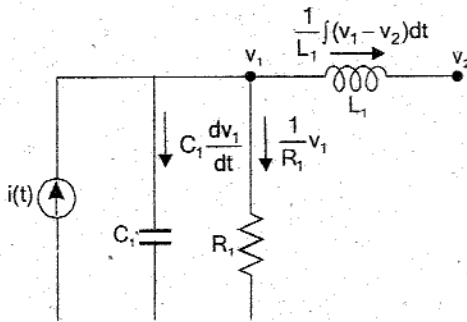 1/L₁ ∫(v₁ – v₂)dt
v₁
v₂
L₁
C₁ dv₁/dt
1/R₁ v₁
i(t)
C₁
R₁